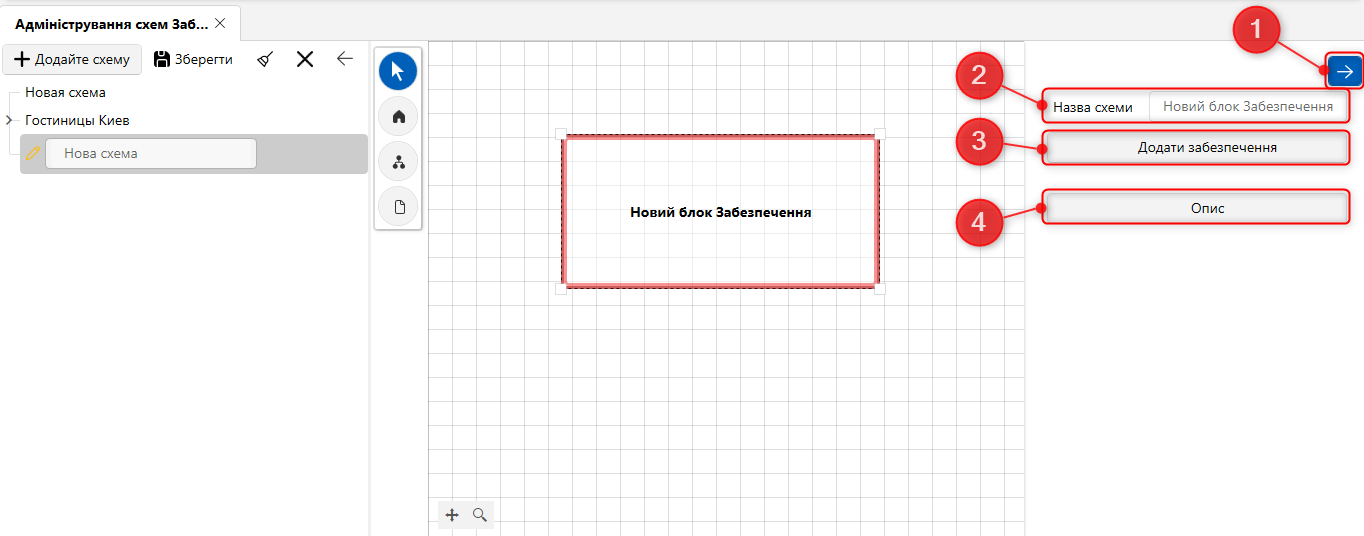 Адміністрування схем Заб...
Додайте схему
Зберегти
Новая схема
Гостиницы Киев
Нова схема
Новий блок Забезпечення
1
2
Назва схеми
Новий блок Забезпечення
3
Додати забезпечення
4
Опис